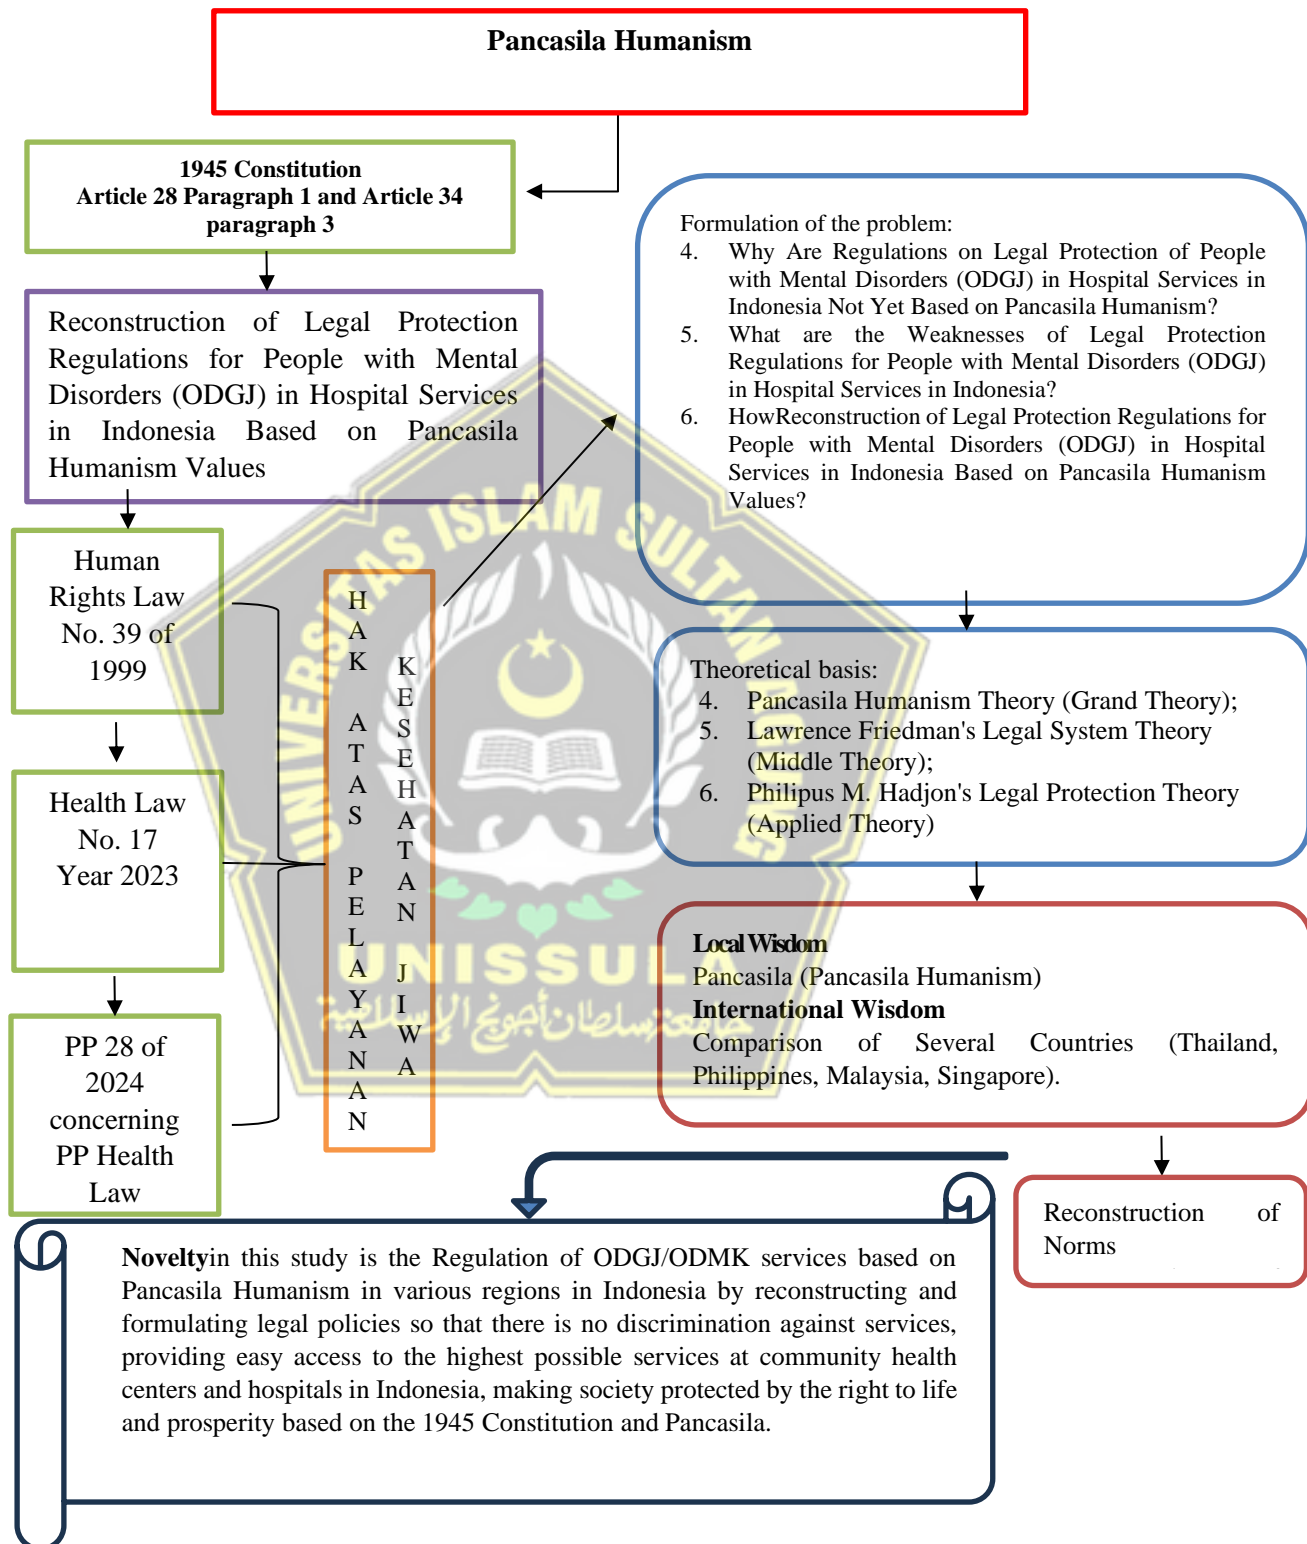 Pancasila Humanism
1945 Constitution
Article 28 Paragraph 1 and Article 34
paragraph 3
Reconstruction of Legal Protection
Regulations for People with Mental
Disorders (ODGJ) in Hospital Services
in Indonesia Based on Pancasila
Humanism Values
Human
Rights Law
No. 39 of
1999
Health Law
No. 17
Year 2023
PP 28 of
2024
concerning
PP Health
Law
HAK ATAS PELAYANAN
KESEHATAN JIWA
Formulation of the problem:
4. Why Are Regulations on Legal Protection of People
with Mental Disorders (ODGJ) in Hospital Services in
Indonesia Not Yet Based on Pancasila Humanism?
5. What are the Weaknesses of Legal Protection
Regulations for People with Mental Disorders (ODGJ)
in Hospital Services in Indonesia?
6. HowReconstruction of Legal Protection Regulations for
People with Mental Disorders (ODGJ) in Hospital
Services in Indonesia Based on Pancasila Humanism
Values?
Theoretical basis:
4. Pancasila Humanism Theory (Grand Theory);
5. Lawrence Friedman's Legal System Theory
(Middle Theory);
6. Philipus M. Hadjon's Legal Protection Theory
(Applied Theory)
Local Wisdom
Pancasila (Pancasila Humanism)
International Wisdom
Comparison of Several Countries (Thailand,
Philippines, Malaysia, Singapore).
Reconstruction of
Norms
Noveltyin this study is the Regulation of ODGJ/ODMK services based on
Pancasila Humanism in various regions in Indonesia by reconstructing and
formulating legal policies so that there is no discrimination against services,
providing easy access to the highest possible services at community health
centers and hospitals in Indonesia, making society protected by the right to life
and prosperity based on the 1945 Constitution and Pancasila.
UNIVERSITAS ISLAM SULTAN AGUNG
UNISSULA
جامعة سلطان أجونج الإسلامية